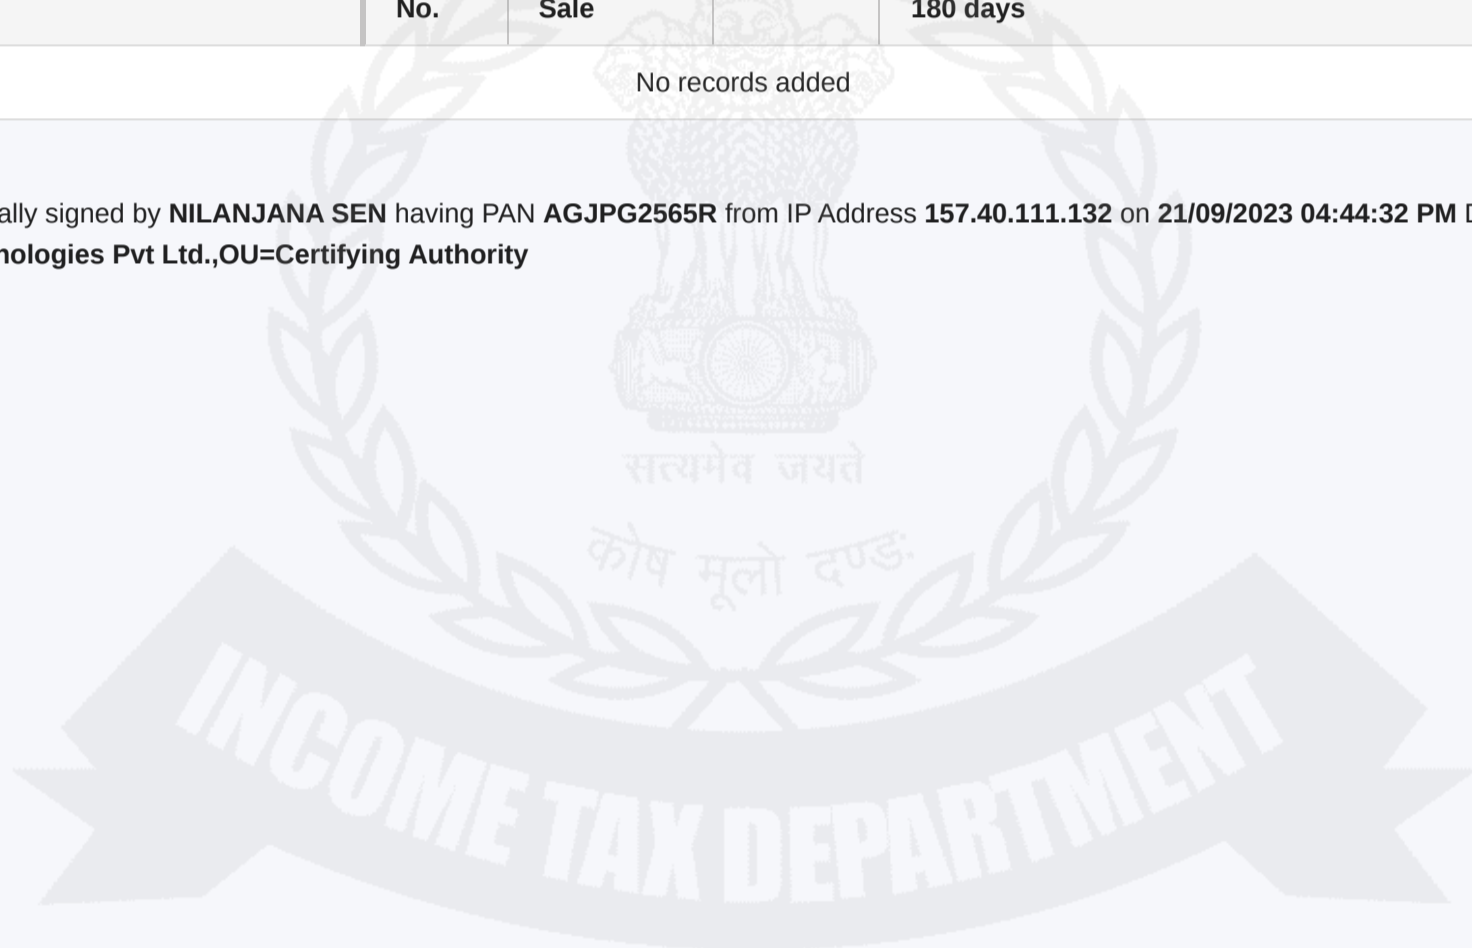 No. Sale 180 days
No records added
ally signed by NILANJANA SEN having PAN AGJPG2565R from IP Address 157.40.111.132 on 21/09/2023 04:44:32 PM
nologies Pvt Ltd.,OU=Certifying Authority
सत्यमेव जयते
कोष मूलो दण्डः
INCOME TAX DEPARTMENT